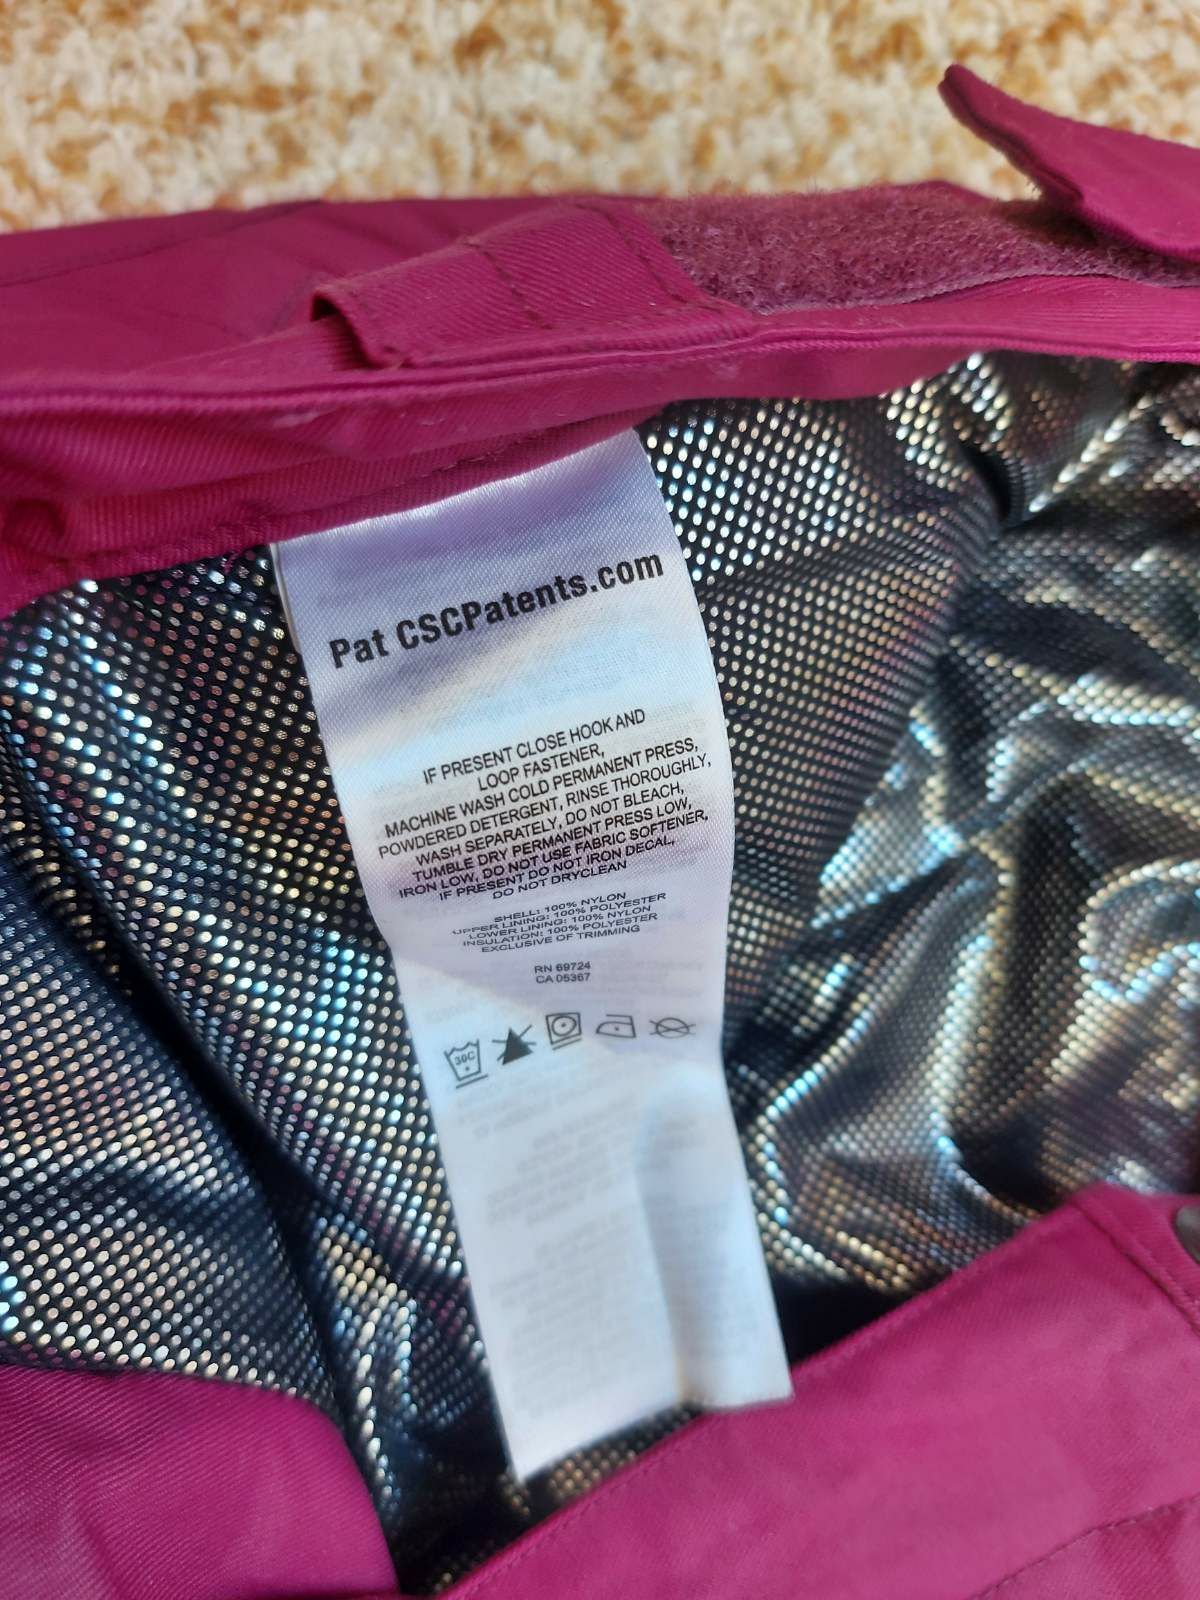 Pat CSCPatents.com
IF PRESENT CLOSE HOOK AND
LOOP FASTENER,
MACHINE WASH COLD PERMANENT PRESS,
POWDERED DETERGENT, RINSE THOROUGHLY,
WASH SEPARATELY, DO NOT BLEACH,
TUMBLE DRY PERMANENT PRESS LOW,
IRON LOW, DO NOT USE FABRIC SOFTENER,
IF PRESENT DO NOT IRON DECAL,
DO NOT DRYCLEAN
SHELL: 100% NYLON
UPPER LINING: 100% POLYESTER
LOWER LINING: 100% NYLON
INSULATION: 100% POLYESTER
EXCLUSIVE OF TRIMMING
RN 69724
CA 05367
30C